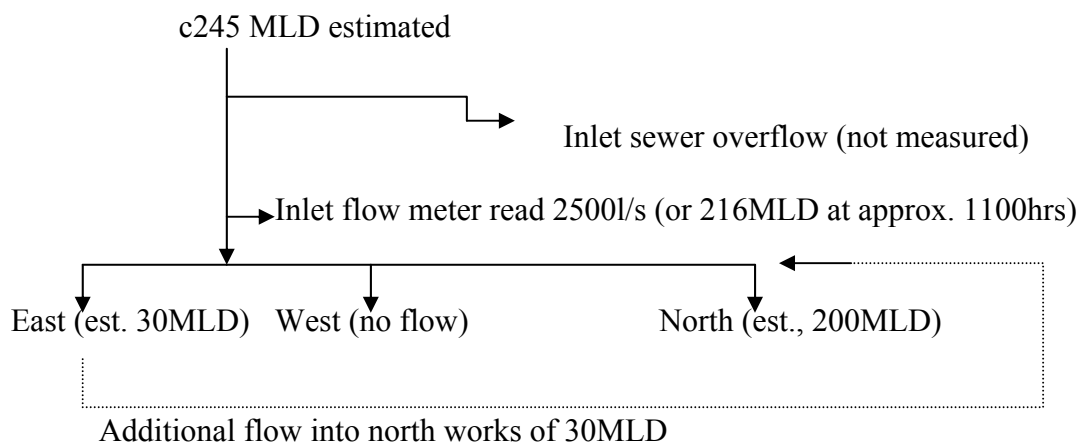 c245 MLD estimated
Inlet sewer overflow (not measured)
Inlet flow meter read 2500l/s (or 216MLD at approx. 1100hrs)
East (est. 30MLD) West (no flow) North (est., 200MLD)
Additional flow into north works of 30MLD